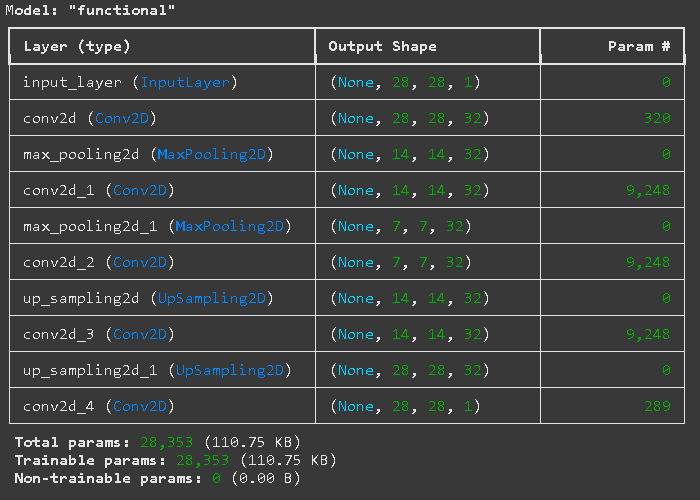 Model: "functional"
Layer (type) Output Shape Param #
input_layer (InputLayer) (None, 28, 28, 1) 0
conv2d (Conv2D) (None, 28, 28, 32) 320
max_pooling2d (MaxPooling2D) (None, 14, 14, 32) 0
conv2d_1 (Conv2D) (None, 14, 14, 32) 9,248
max_pooling2d_1 (MaxPooling2D) (None, 7, 7, 32) 0
conv2d_2 (Conv2D) (None, 7, 7, 32) 9,248
up_sampling2d (UpSampling2D) (None, 14, 14, 32) 0
conv2d_3 (Conv2D) (None, 14, 14, 32) 9,248
up_sampling2d_1 (UpSampling2D) (None, 28, 28, 32) 0
conv2d_4 (Conv2D) (None, 28, 28, 1) 289
Total params: 28,353 (110.75 KB)
Trainable params: 28,353 (110.75 KB)
Non-trainable params: 0 (0.00 B)